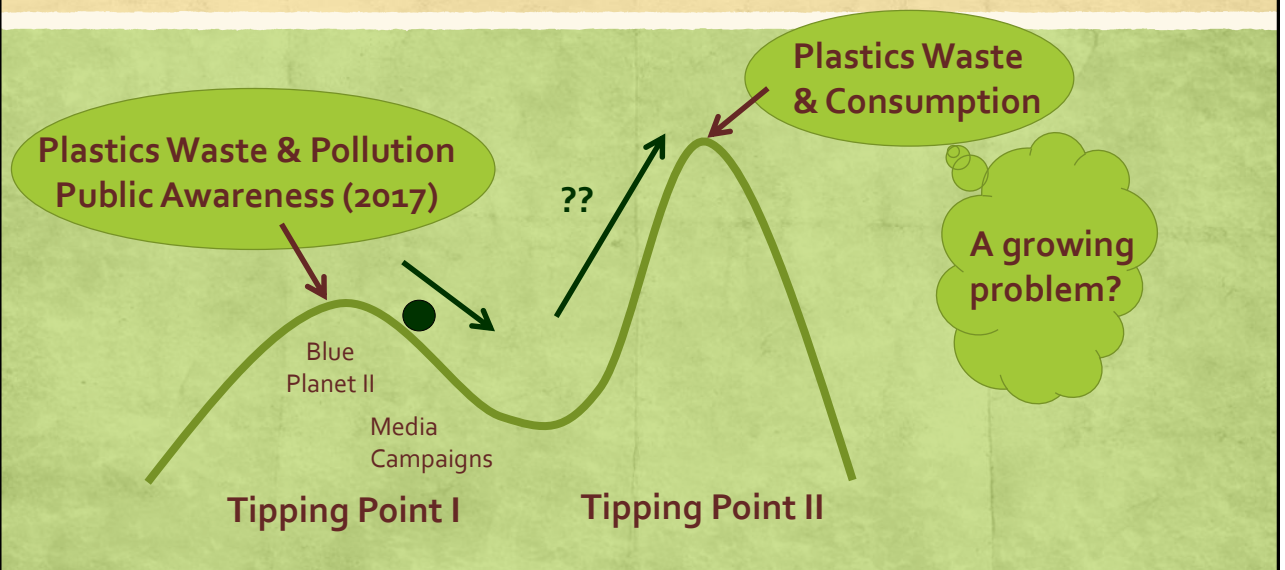 Plastics Waste
& Consumption
Plastics Waste & Pollution
Public Awareness (2017)
??
A growing
problem?
Blue
Planet II
Media
Campaigns
Tipping Point I
Tipping Point II